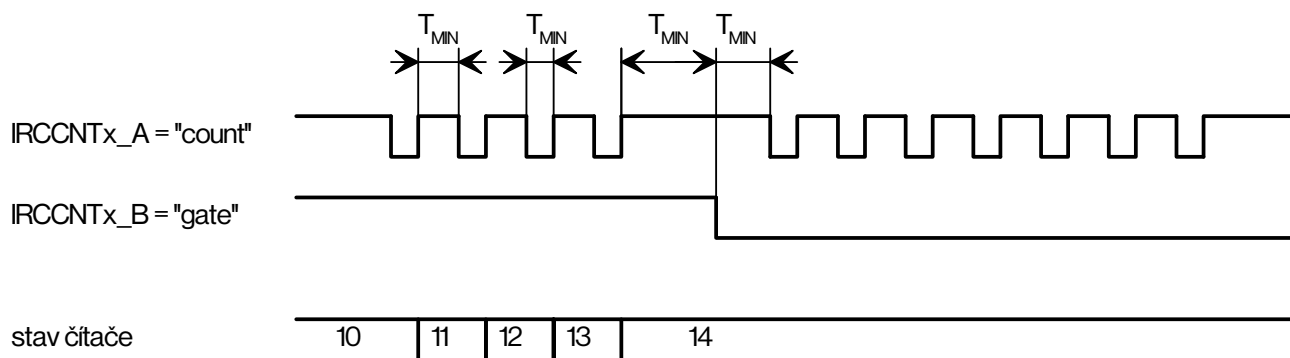 TMIN TMIN TMIN TMIN
IRCCNTx_A = "count"
IRCCNTx_B = "gate"
stav čítače 10 11 12 13 14